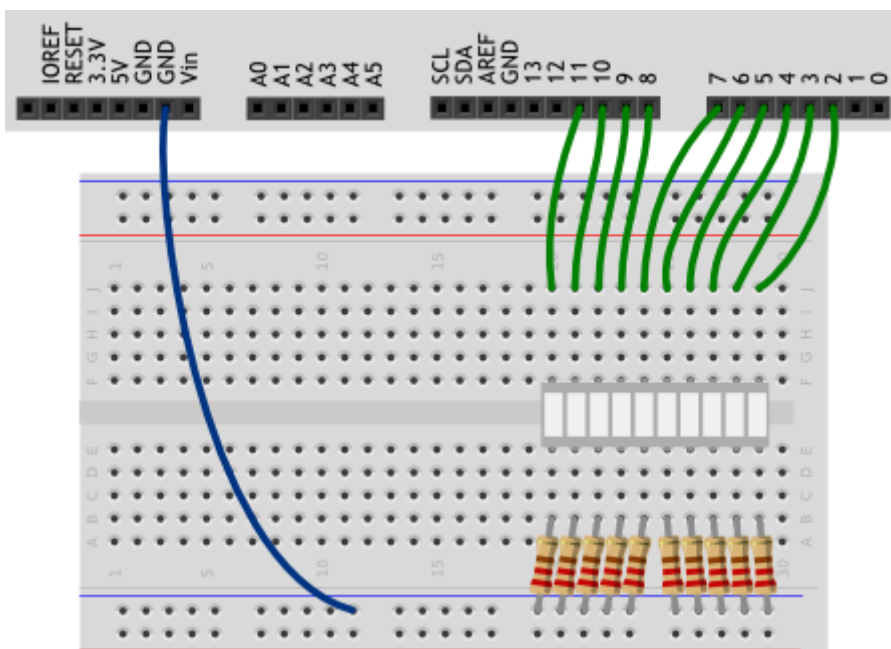 IOREF RESET 3.3V 5V GND GND Vin A0 A1 A2 A3 A4 A5 SCL SDA AREF GND 13 12 11 10 9 8 7 6 5 4 3 2 1 0
1 5 10 15
J J
I I
H H
G G
F F
E E
D D
C C
B B
A A
1 5 10 15 30